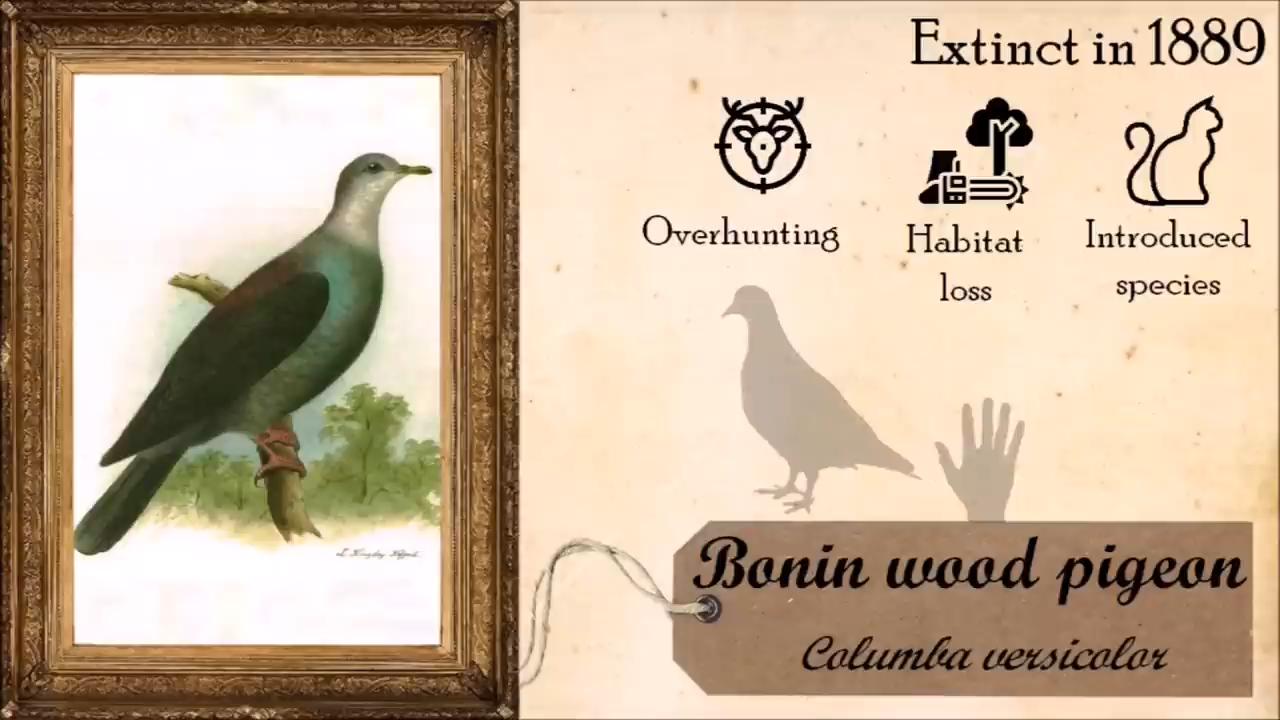 Extinct in 1889
Overhunting
Habitat
loss
Introduced
species
Bonin wood pigeon
Columba versicolor